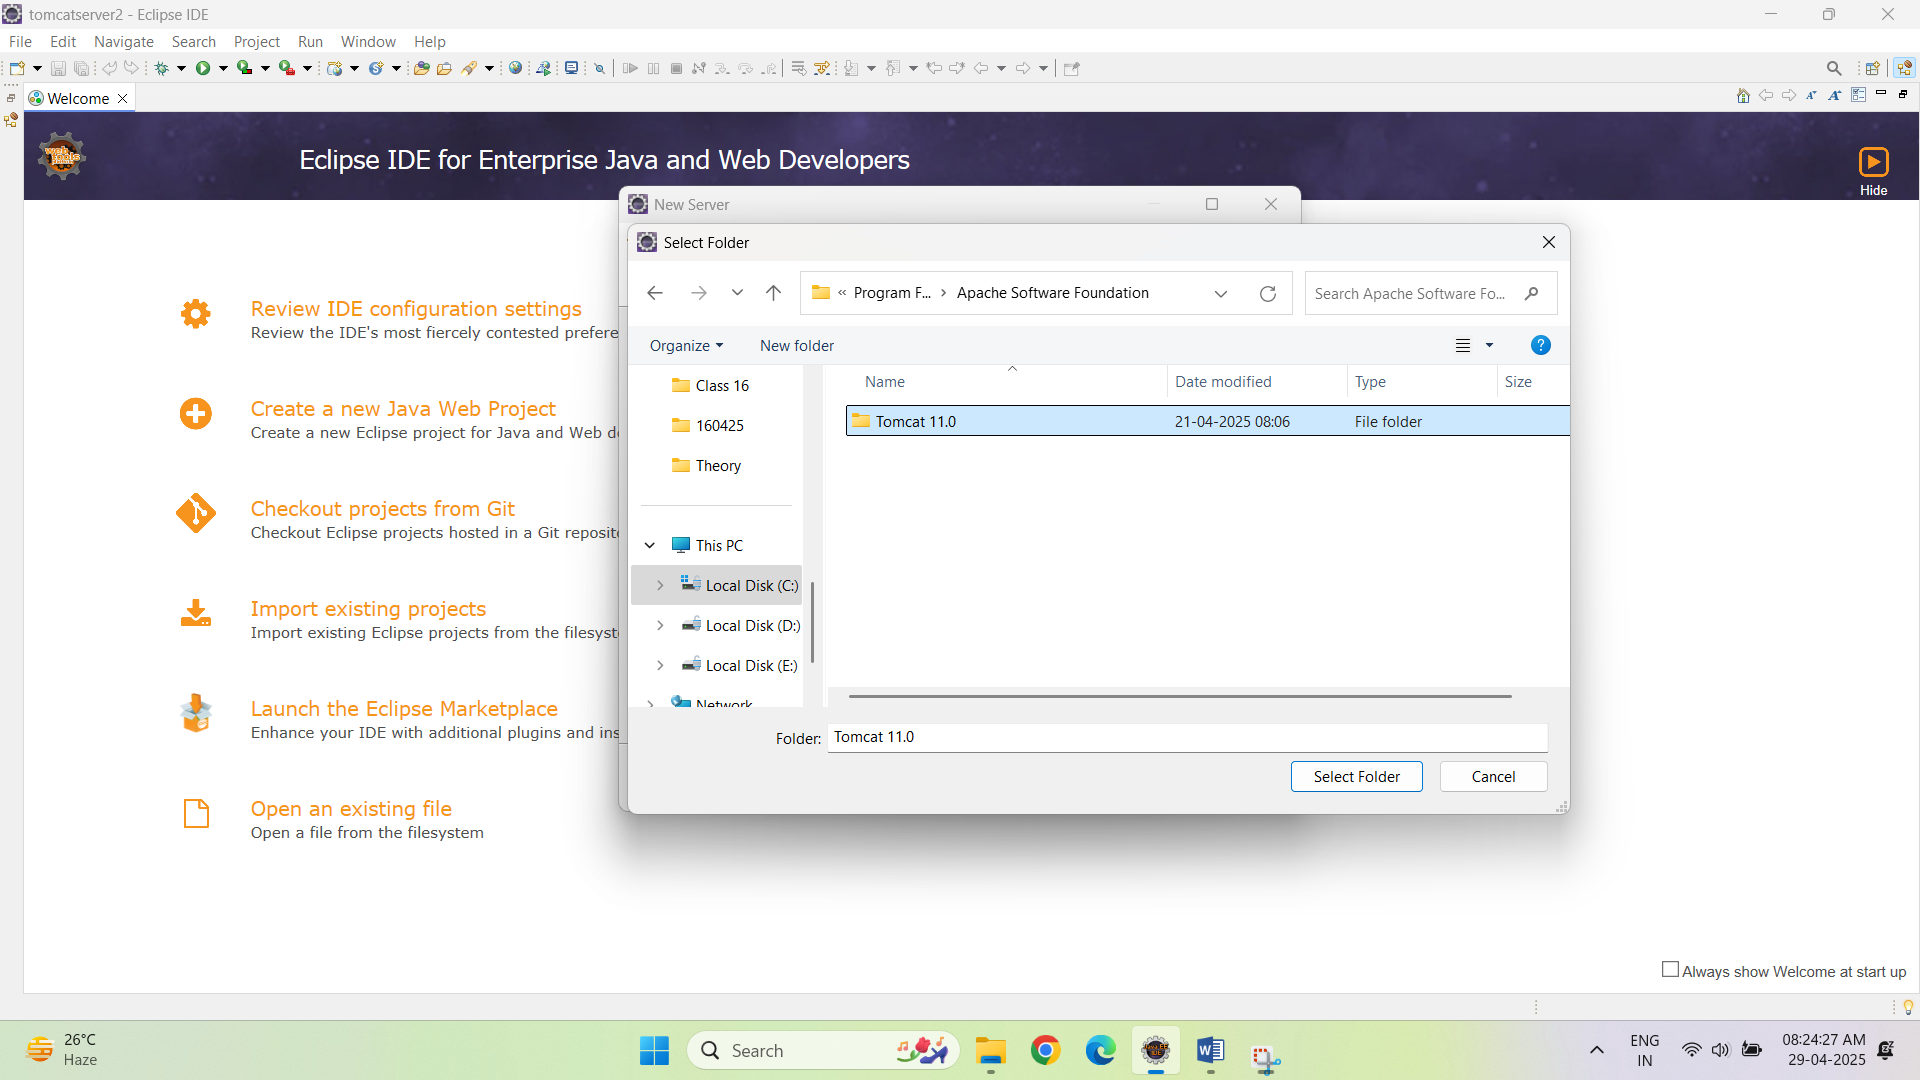 tomcatserver2 - Eclipse IDE
File Edit Navigate Search Project Run Window Help
Welcome
Eclipse IDE for Enterprise Java and Web Developers
Hide
New Server
Select Folder
« Program F... > Apache Software Foundation
Search Apache Software Fo...
Organize
New folder
Class 16
160425
Theory
This PC
Local Disk (C:)
Local Disk (D:)
Local Disk (E:)
Network
Name Date modified Type Size
Tomcat 11.0 21-04-2025 08:06 File folder
Folder: Tomcat 11.0
Select Folder Cancel
Review IDE configuration settings
Review the IDE's most fiercely contested prefere
Create a new Java Web Project
Create a new Eclipse project for Java and Web de
Checkout projects from Git
Checkout Eclipse projects hosted in a Git reposito
Import existing projects
Import existing Eclipse projects from the filesyste
Launch the Eclipse Marketplace
Enhance your IDE with additional plugins and ins
Open an existing file
Open a file from the filesystem
Always show Welcome at start up
26°C
Haze
Search
ENG
IN
08:24:27 AM
29-04-2025